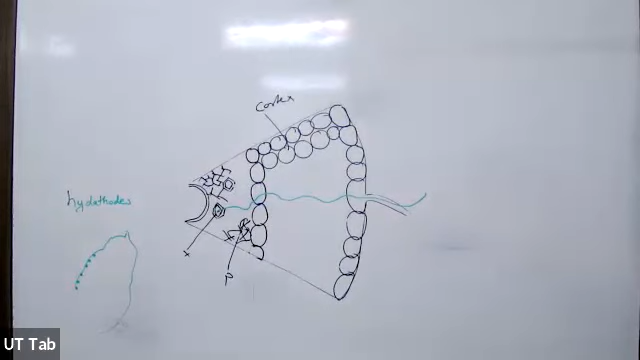 Cortex
hydathodes
x
P
UT Tab